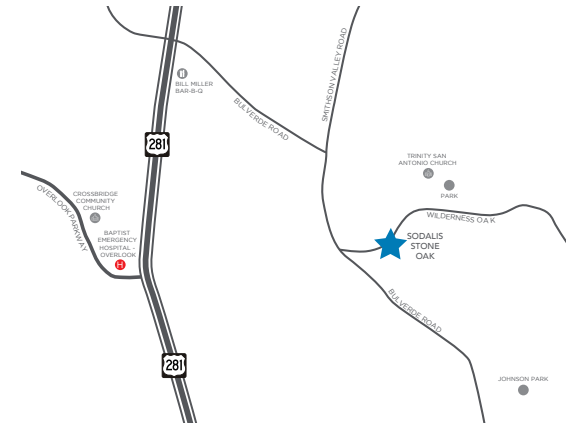 SMITHSON VALLEY ROAD
BILL MILLER
BAR-B-Q
BULVERDE ROAD
281
TRINITY SAN
ANTONIO CHURCH
PARK
OVERLOOK PARKWAY
CROSSBRIDGE
COMMUNITY
CHURCH
WILDERNESS OAK
BAPTIST
EMERGENCY
HOSPITAL -
OVERLOOK
H
SODALIS
STONE
OAK
BULVERDE ROAD
281
JOHNSON PARK